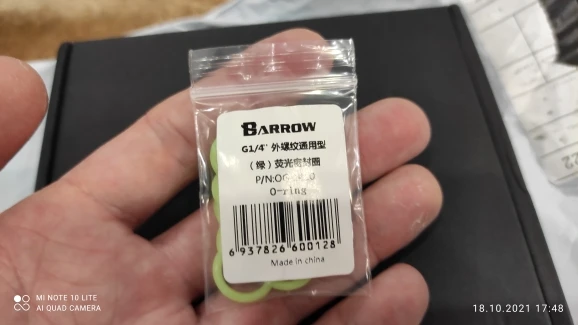 BARROW
G1/4" 外螺纹通用型
(绿) 荧光密封圈
O-ring
6 937826 600128
Made in china
MI NOTE 10 LITE
AI QUAD CAMERA
18.10.2021 17:48